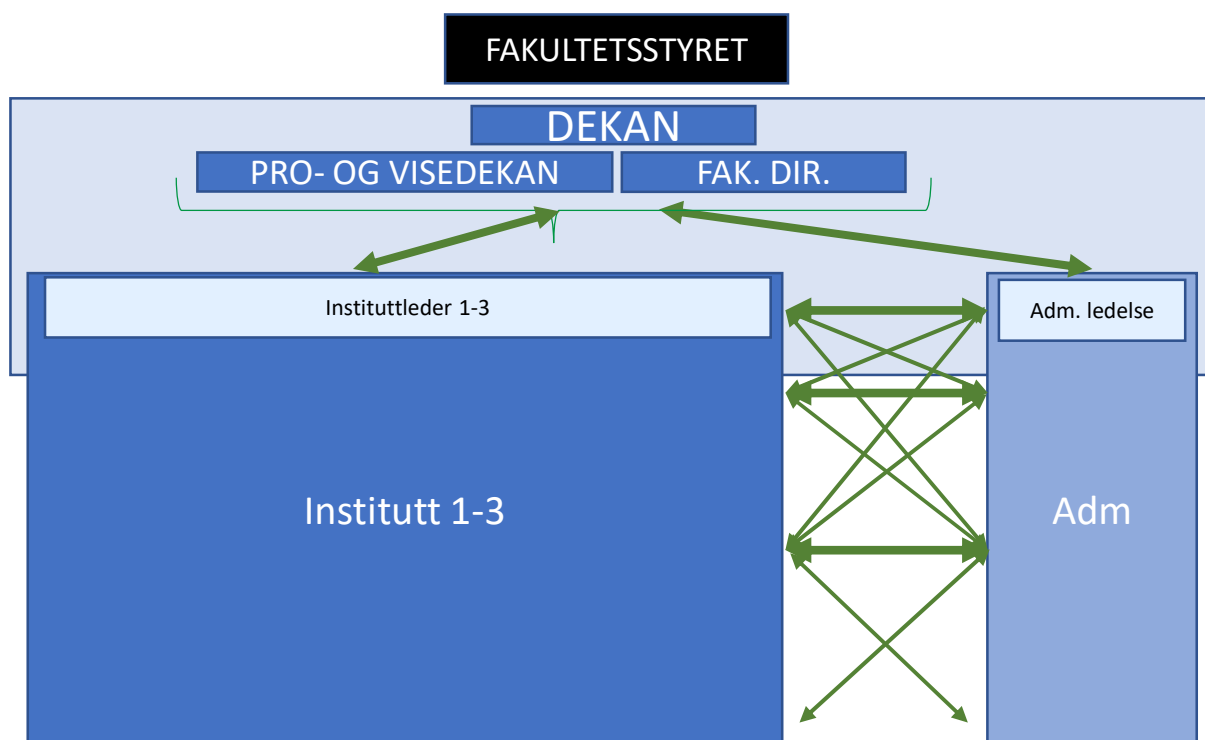 FAKULTETSSTYRET
DEKAN
PRO- OG VISEDEKAN
FAK. DIR.
Instituttleder 1-3
Adm. ledelse
Institutt 1-3
Adm